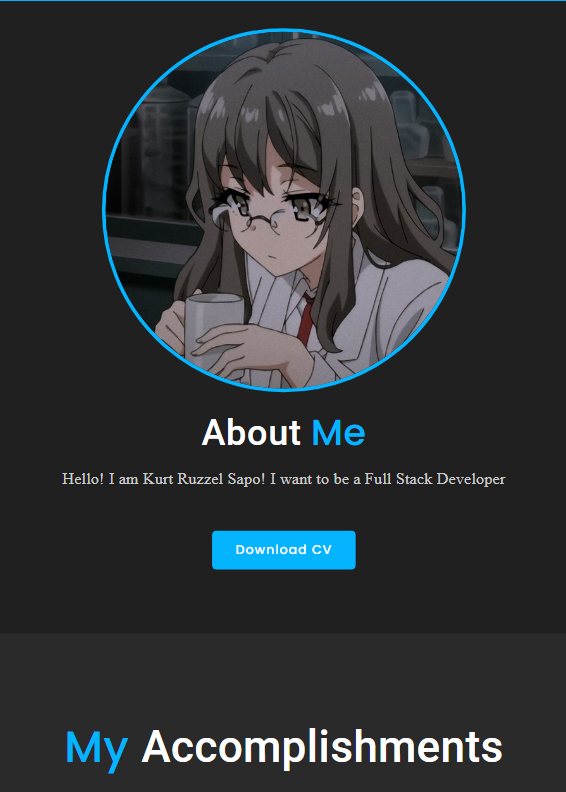 About Me
Hello! I am Kurt Ruzzel Sapo! I want to be a Full Stack Developer
Download CV
My Accomplishments